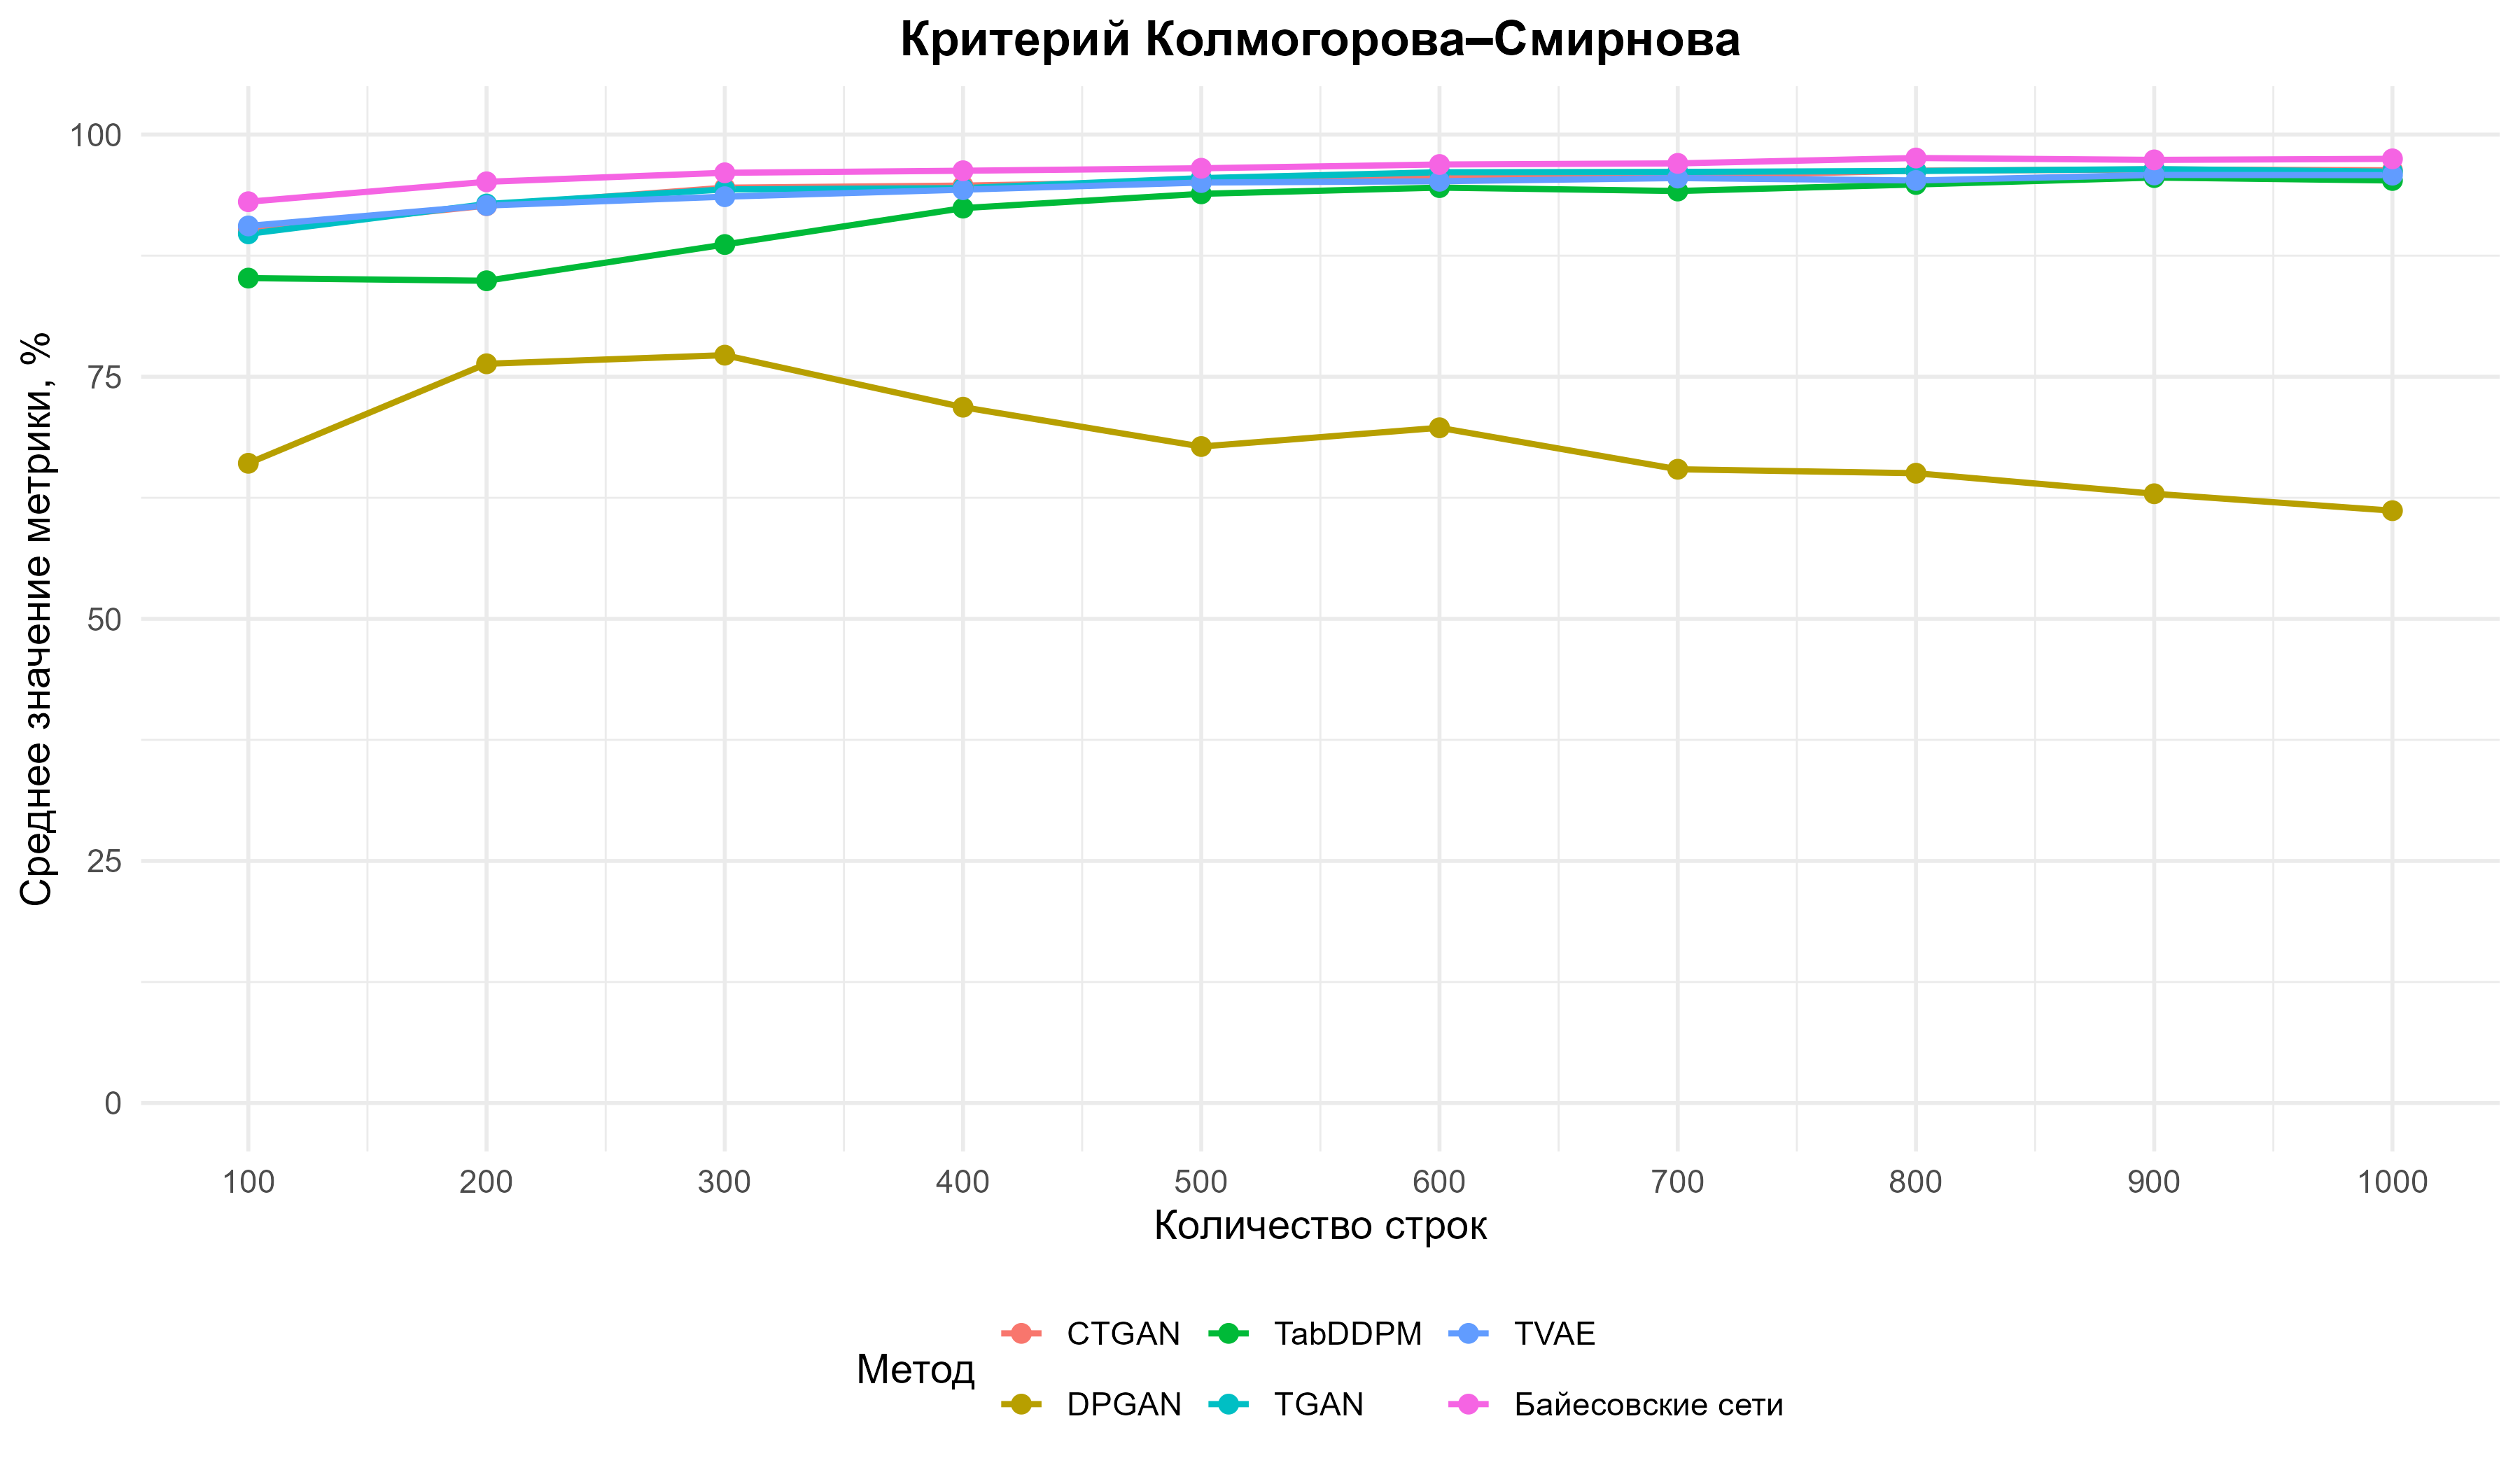 Критерий Колмогорова–Смирнова
Среднее значение метрики, %
100
75
50
25
0
100 200 300 400 500 600 700 800 900 1000
Количество строк
Метод
CTGAN TabDDPM TVAE
DPGAN TGAN Байесовские сети